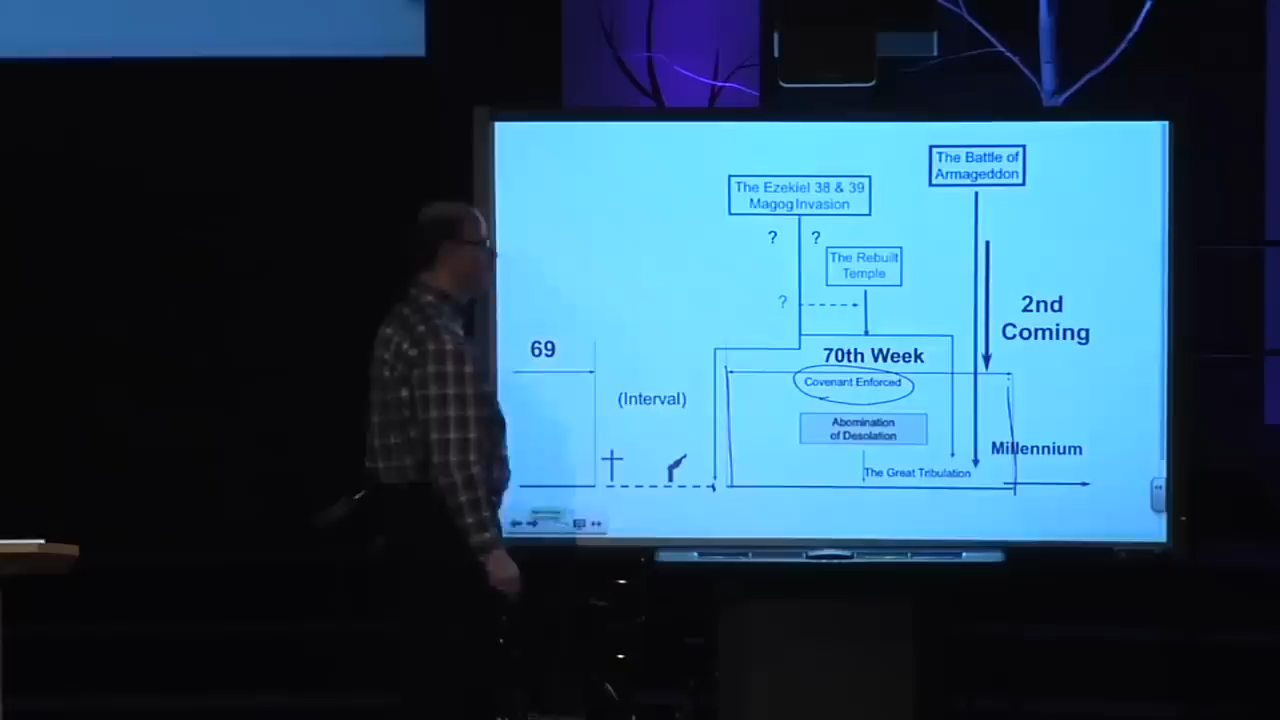 The Battle of
Armageddon
The Ezekiel 38 & 39
Magog Invasion
? ?
The Rebuilt
Temple
?
2nd
Coming
69
70th Week
Covenant Enforced
(Interval)
Abomination
of Desolation
Millennium
The Great Tribulation